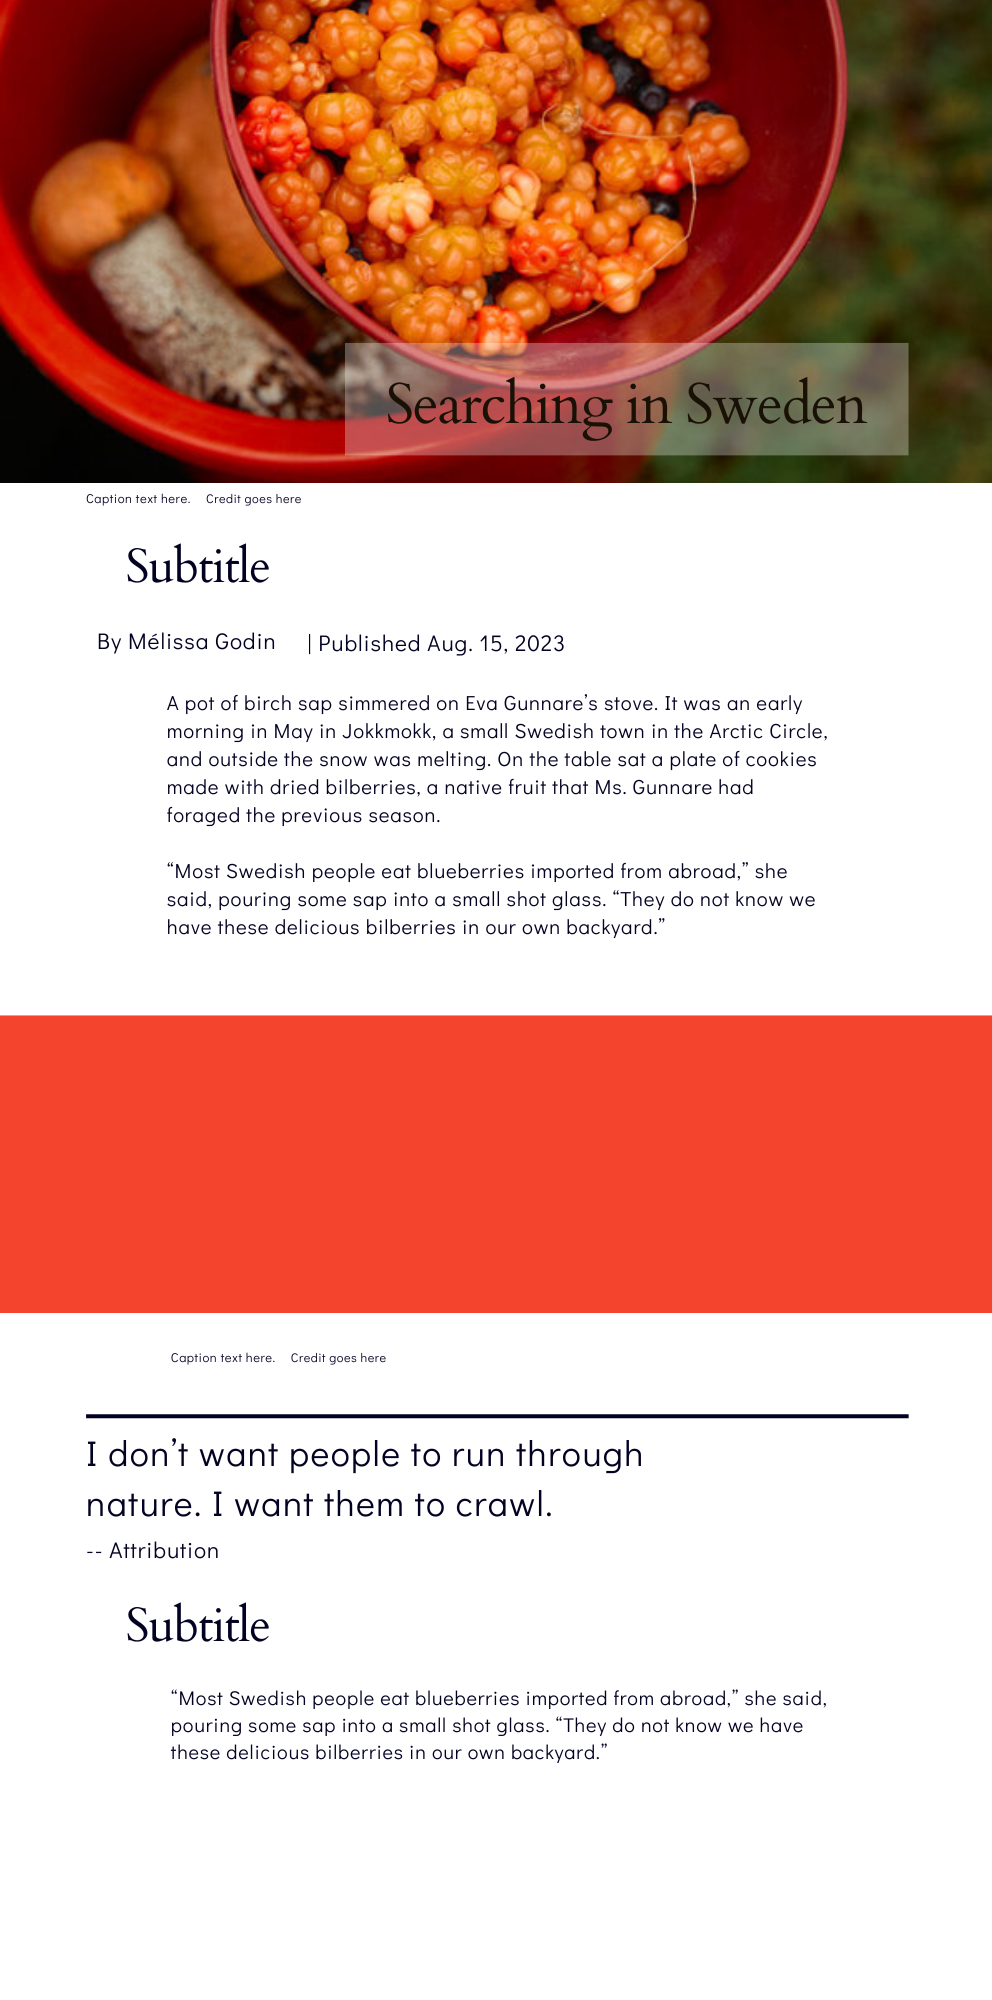 Searching in Sweden
Caption text here. Credit goes here
Subtitle
By Mélissa Godin | Published Aug. 15, 2023
A pot of birch sap simmered on Eva Gunnare’s stove. It was an early
morning in May in Jokkmokk, a small Swedish town in the Arctic Circle,
and outside the snow was melting. On the table sat a plate of cookies
made with dried bilberries, a native fruit that Ms. Gunnare had
foraged the previous season.
“Most Swedish people eat blueberries imported from abroad,” she
said, pouring some sap into a small shot glass. “They do not know we
have these delicious bilberries in our own backyard.”
Caption text here. Credit goes here
I don’t want people to run through
nature. I want them to crawl.
-- Attribution
Subtitle
“Most Swedish people eat blueberries imported from abroad,” she said,
pouring some sap into a small shot glass. “They do not know we have
these delicious bilberries in our own backyard.”